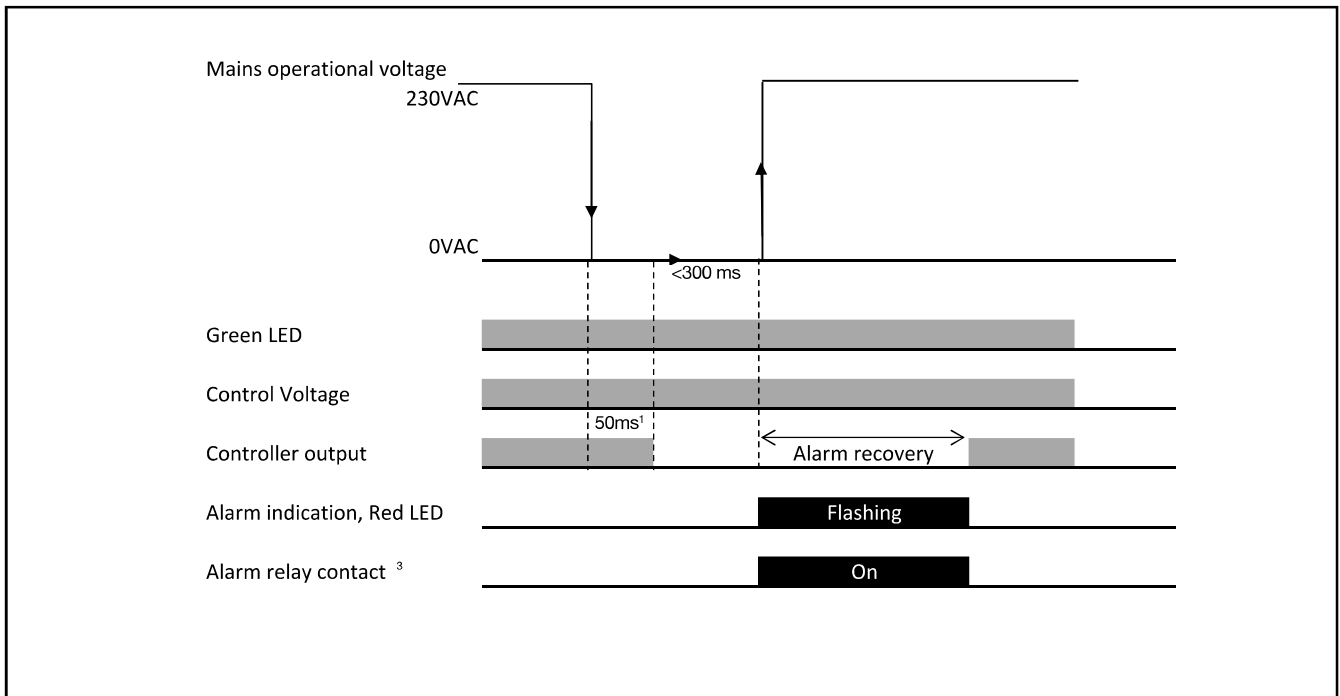 Mains operational voltage
230VAC
0VAC
<300 ms
Green LED
Control Voltage
50ms¹
Controller output
Alarm recovery
Alarm indication, Red LED
Flashing
Alarm relay contact ³
On